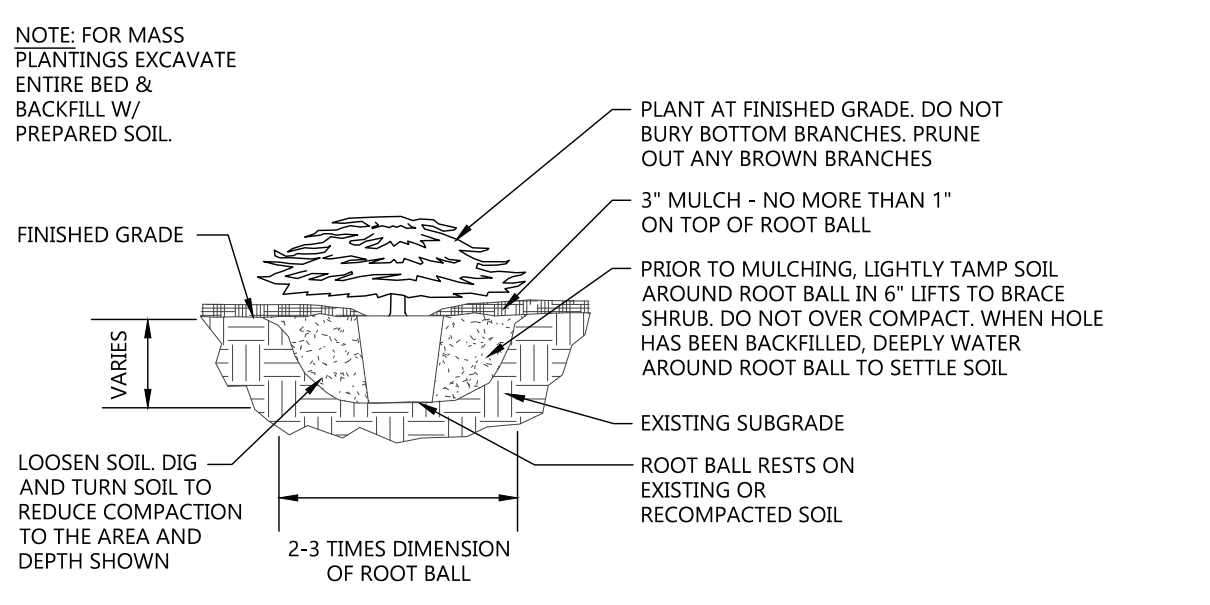 NOTE: FOR MASS
PLANTINGS EXCAVATE
ENTIRE BED &
BACKFILL W/
PREPARED SOIL.
FINISHED GRADE
VARIES
LOOSEN SOIL. DIG
AND TURN SOIL TO
REDUCE COMPACTION
TO THE AREA AND
DEPTH SHOWN
2-3 TIMES DIMENSION
OF ROOT BALL
PLANT AT FINISHED GRADE. DO NOT
BURY BOTTOM BRANCHES. PRUNE
OUT ANY BROWN BRANCHES
3" MULCH - NO MORE THAN 1"
ON TOP OF ROOT BALL
PRIOR TO MULCHING, LIGHTLY TAMP SOIL
AROUND ROOT BALL IN 6" LIFTS TO BRACE
SHRUB. DO NOT OVER COMPACT. WHEN HOLE
HAS BEEN BACKFILLED, DEEPLY WATER
AROUND ROOT BALL TO SETTLE SOIL
EXISTING SUBGRADE
ROOT BALL RESTS ON
EXISTING OR
RECOMPACTED SOIL